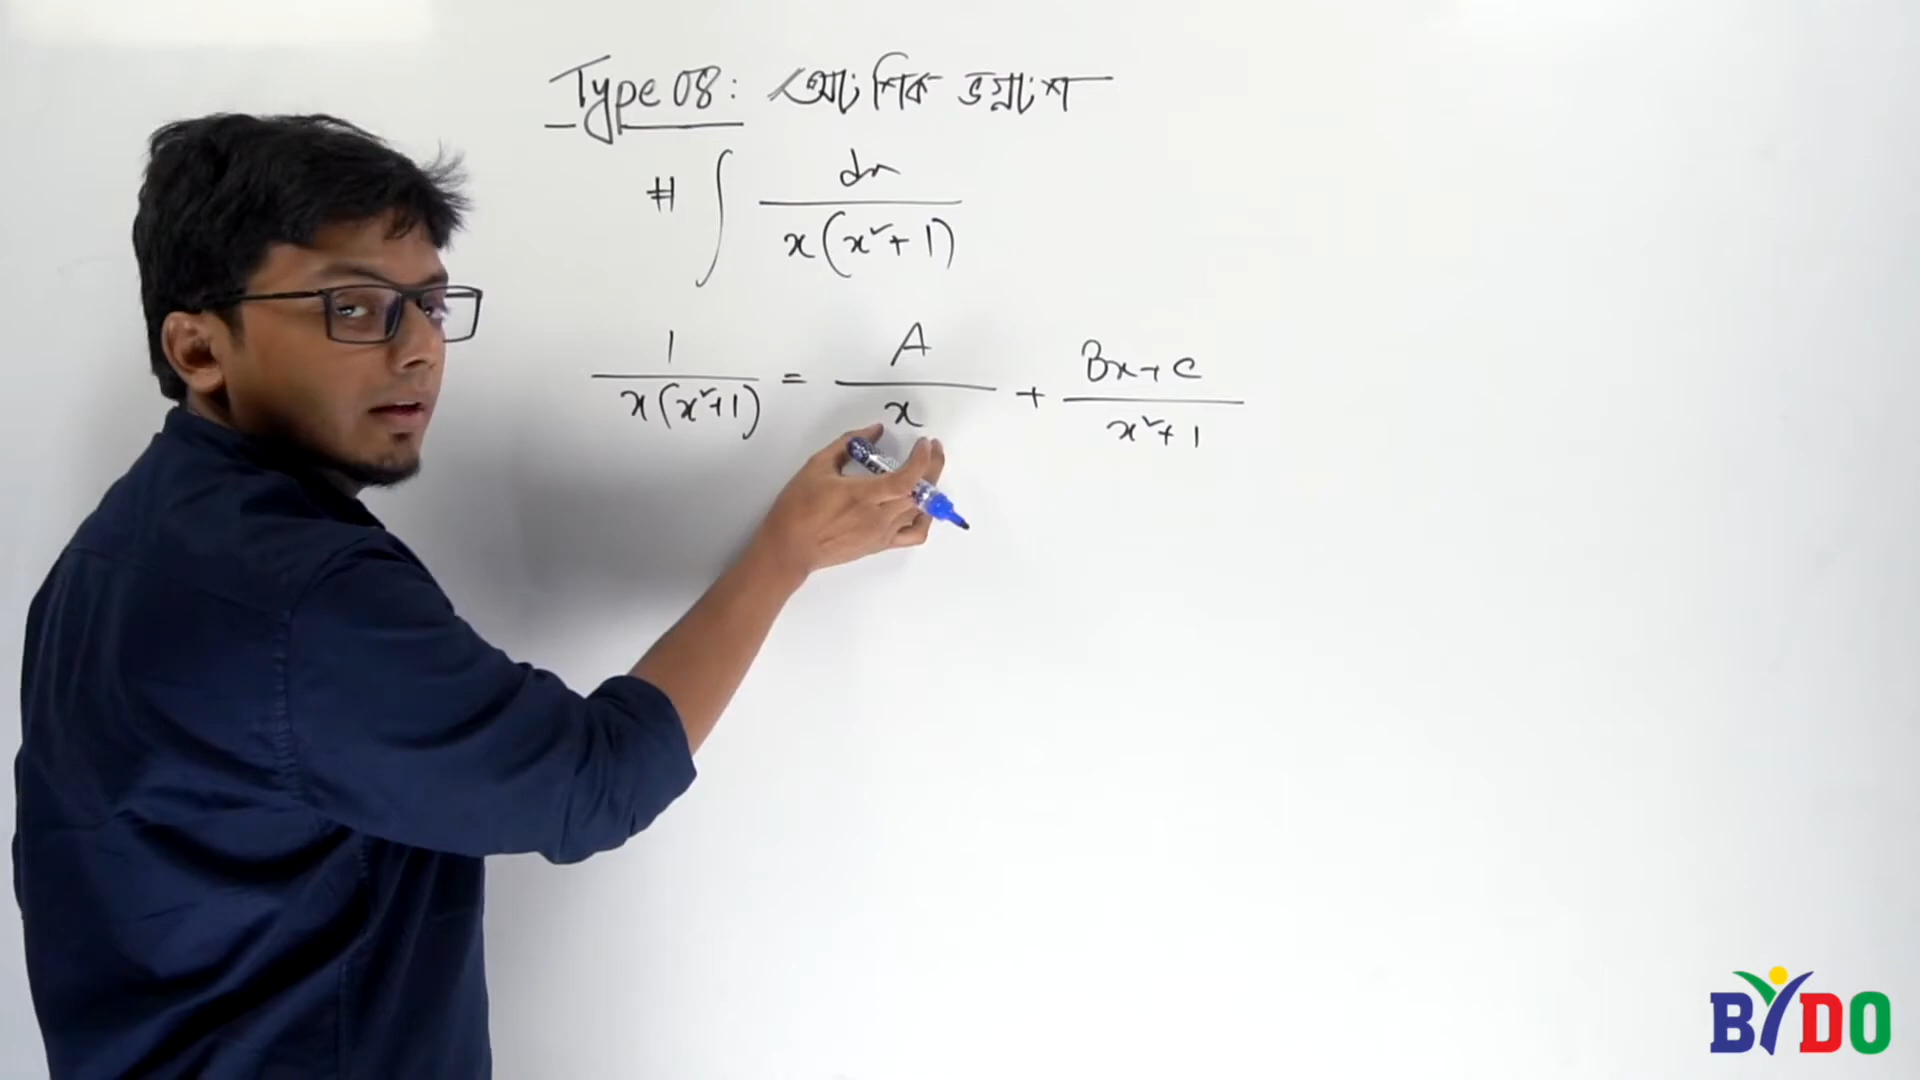 Type 08: আংশিক ভগ্নাংশ
# ∫ dx / x(x²+1)
1 / x(x²+1) = A / x + Bx+C / x²+1
BYDO